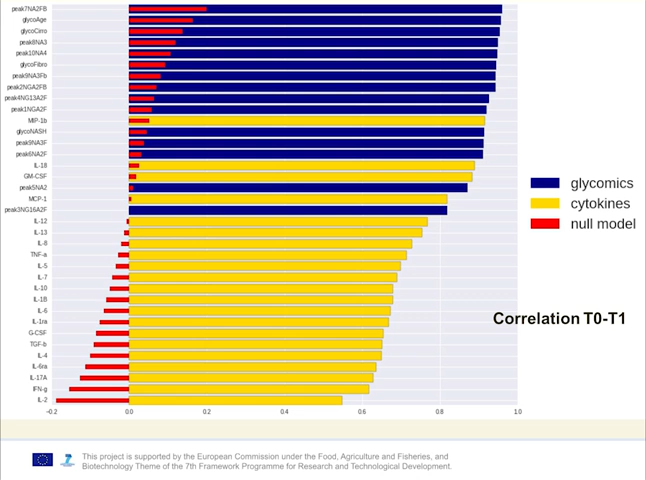 peak7NA2FB
glycoAge
glycoCirro
peak8NA3
peak10NA4
glycoFibro
peak9NA3Fb
peak2NGA2FB
peak4NG13A2F
peak1NGA2F
MIP-1b
glycoNASH
peak9NA3F
peak6NA2F
IL-18
GM-CSF
peak5NA2
MCP-1
peak3NG16A2F
IL-12
IL-13
IL-8
TNF-a
IL-5
IL-7
IL-10
IL-1B
IL-6
IL-1ra
G-CSF
TGF-b
IL-4
IL-6ra
IL-17A
IFN-g
IL-2
−0.2 0.0 0.2 0.4 0.6 0.8 1.0
glycomics
cytokines
null model
Correlation T0-T1
This project is supported by the European Commission under the Food, Agriculture and Fisheries, and
Biotechnology Theme of the 7th Framework Programme for Research and Technological Development.